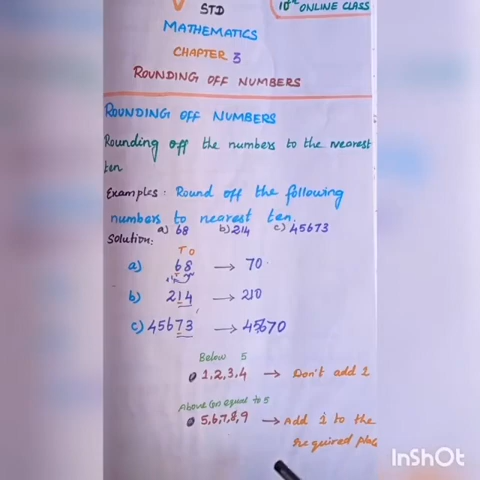 V
STD
10th ONLINE CLASS
MATHEMATICS
CHAPTER 3
ROUNDING OFF NUMBERS
ROUNDING OFF NUMBERS
Rounding off the numbers to the nearest
ten
Examples: Round off the following
numbers to nearest ten.
a) 68 b) 214 c) 45673
Solution:
T O
a) 68 → 70
b) 214 → 210
c) 45673 → 45670
Below 5
1,2,3,4 → Don't add 1
Above (or) equal to 5
5,6,7,8,9 → Add 1 to the
required place
InShOt